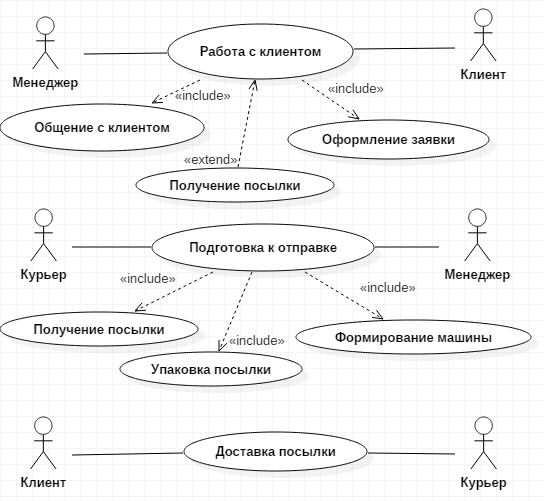 Работа с клиентом
Менеджер
Клиент
«include»
«include»
Общение с клиентом
Оформление заявки
«extend»
Получение посылки
Подготовка к отправке
Курьер
Менеджер
«include»
«include»
Получение посылки
«include»
Формирование машины
Упаковка посылки
Доставка посылки
Клиент
Курьер